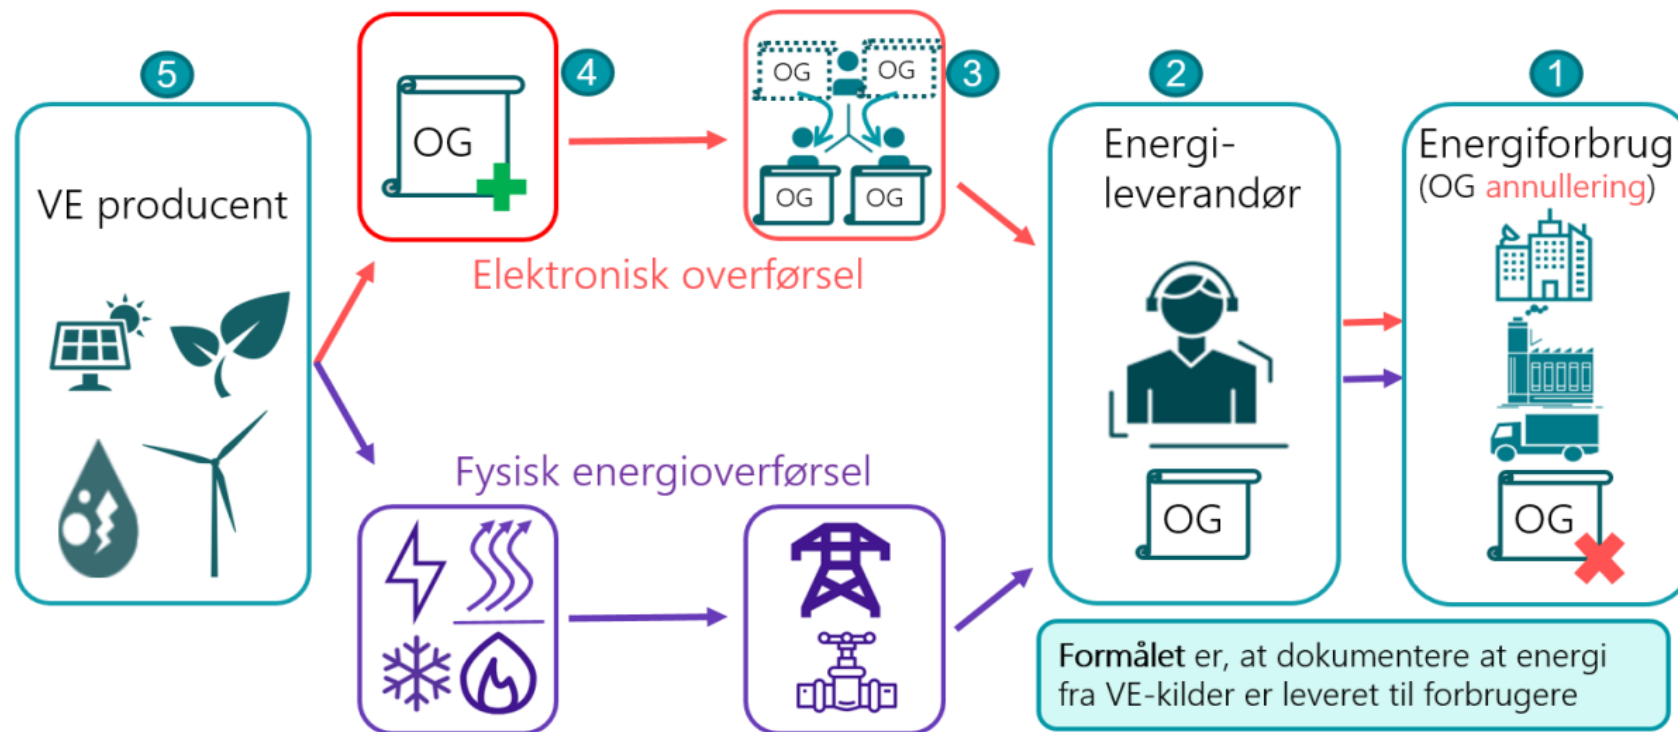 5
VE producent
4
OG
Elektronisk overførsel
OG
OG
OG
OG
3
Fysisk energioverførsel
2
Energi-
leverandør
OG
1
Energiforbrug
(OG annullering)
OG
Formålet er, at dokumentere at energi
fra VE-kilder er leveret til forbrugere